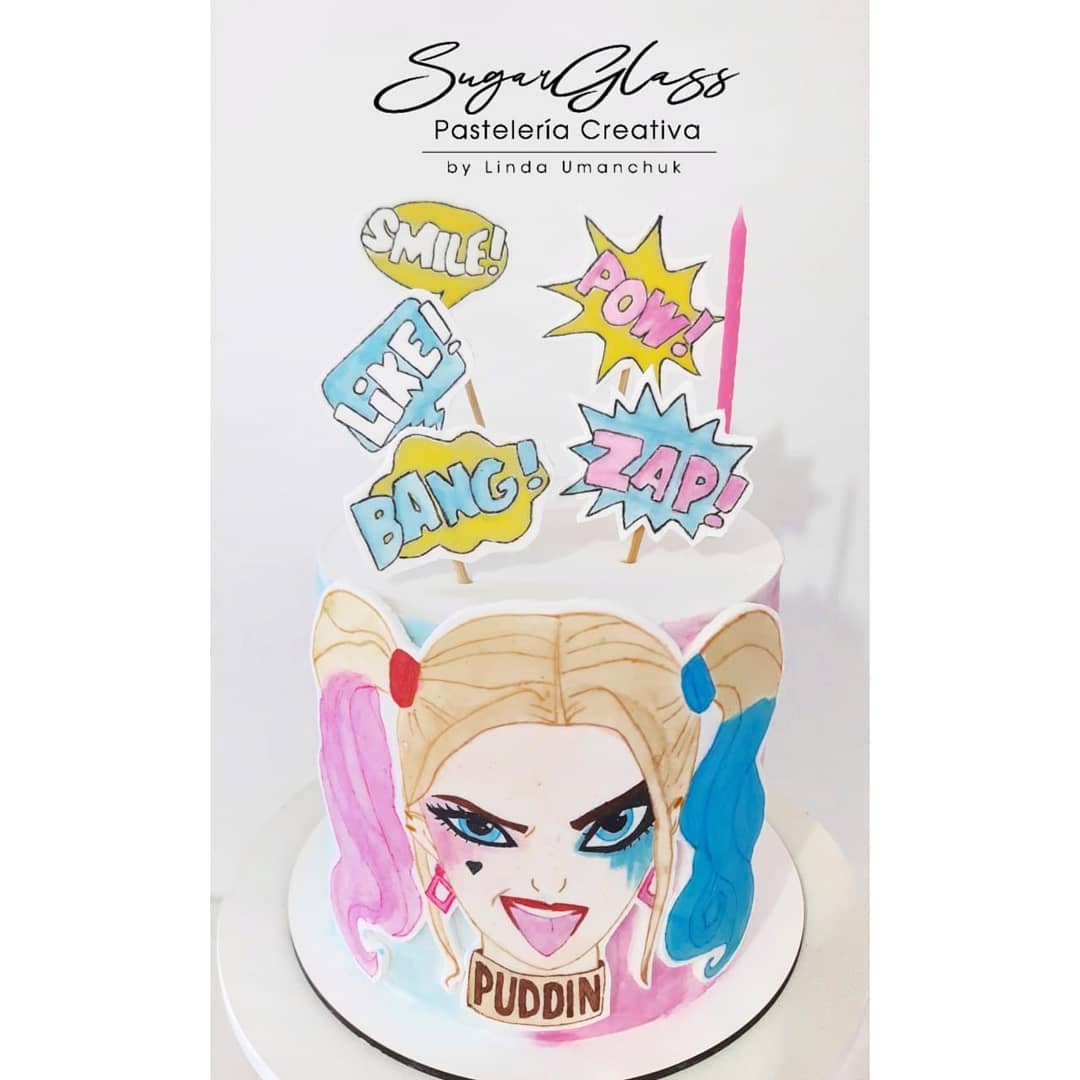 SugarGlass
Pastelería Creativa
by Linda Umanchuk
SMILE!
POW!
LiKE!
BANG!
ZAP!
PUDDIN